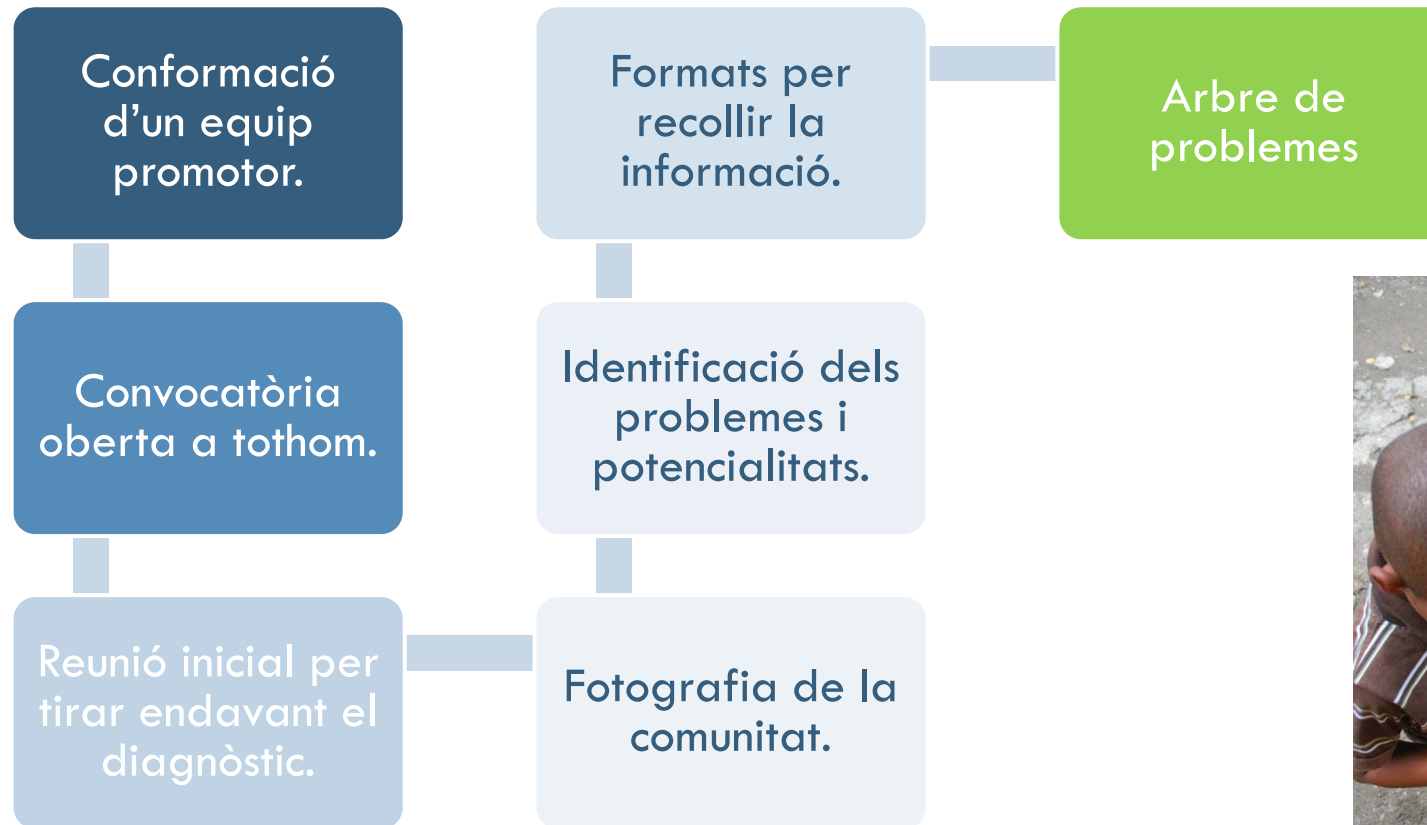 Conformació
d’un equip
promotor.
Convocatòria
oberta a tothom.
Reunió inicial per
tirar endavant el
diagnòstic.
Fotografia de la
comunitat.
Identificació dels
problemes i
potencialitats.
Formats per
recollir la
informació.
Arbre de
problemes